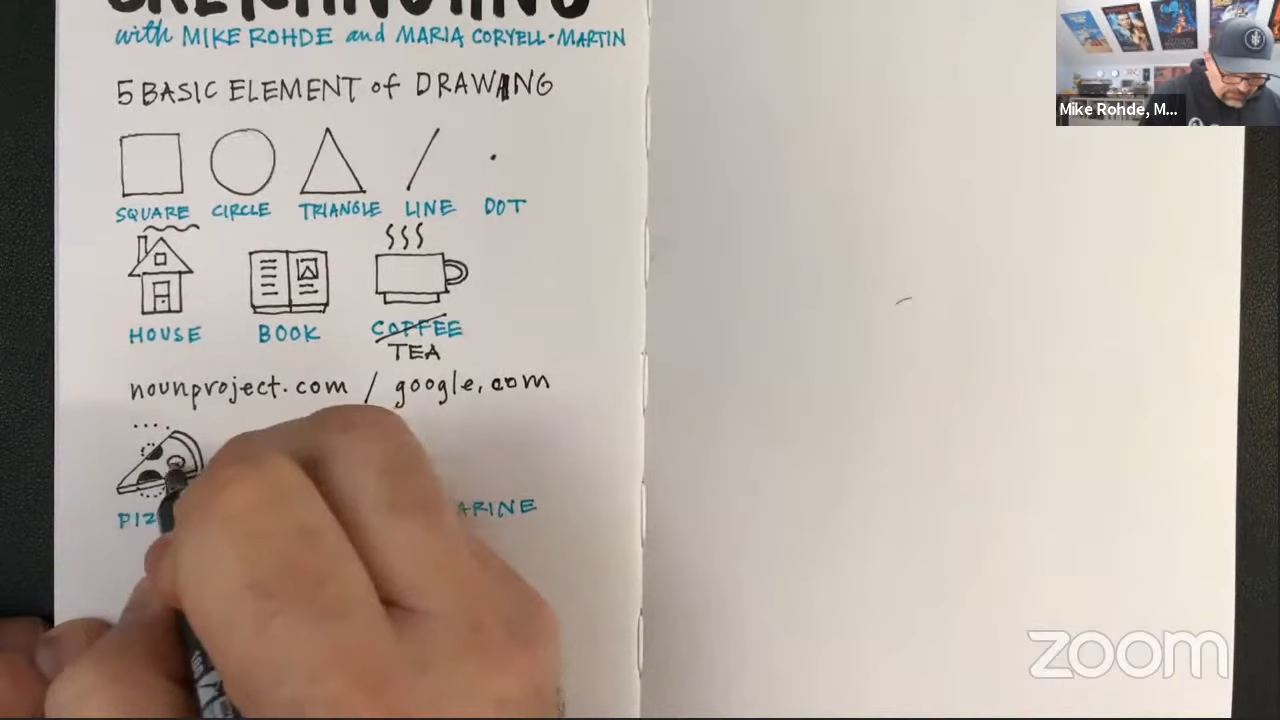 with MIKE ROHDE and MARIA CORYELL-MARTIN
5 BASIC ELEMENT of DRAWING
SQUARE CIRCLE TRIANGLE LINE DOT
HOUSE BOOK COFFEE
TEA
nounproject.com / google.com
Mike Rohde, M...
zoom